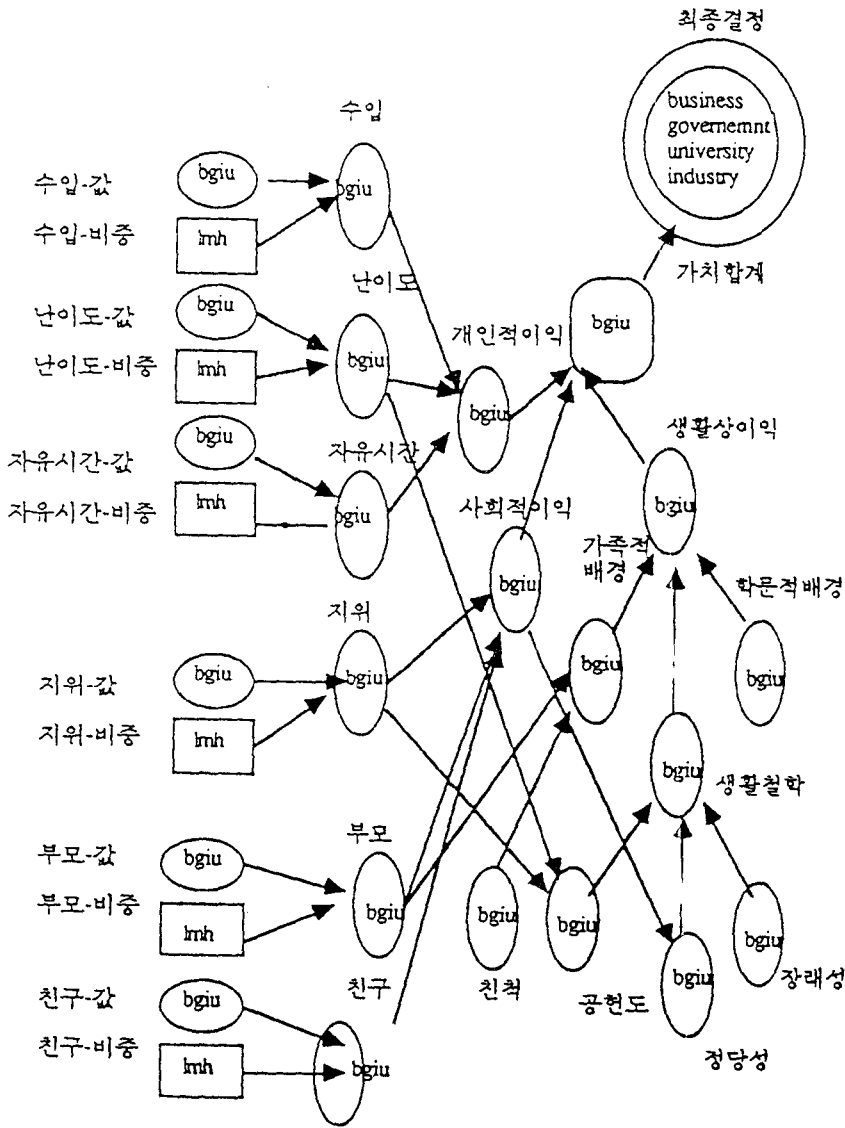 최종결정
business
governemnt
university
industry
가치합계
수입
수입-값
bgiu
bgiu
수입-비중
lmh
난이도
난이도-값
bgiu
bgiu
난이도-비중
lmh
bgiu
개인적이익
bgiu
자유시간
자유시간-값
bgiu
bgiu
자유시간-비중
lmh
생활상이익
bgiu
사회적이익
bgiu
가족적
배경
bgiu
학문적배경
bgiu
지위
지위-값
bgiu
bgiu
지위-비중
lmh
bgiu
생활철학
부모
부모-값
bgiu
bgiu
부모-비중
lmh
bgiu
친척
bgiu
공헌도
bgiu
정당성
bgiu
장래성
친구
친구-값
bgiu
bgiu
친구-비중
lmh